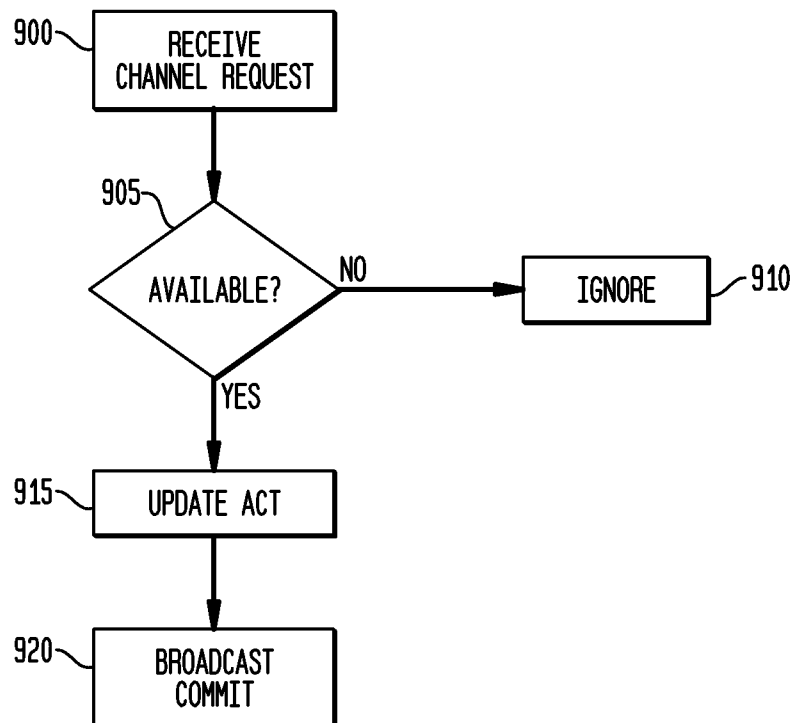 900
RECEIVE
CHANNEL REQUEST
905
AVAILABLE?
NO
IGNORE
910
YES
915
UPDATE ACT
920
BROADCAST
COMMIT